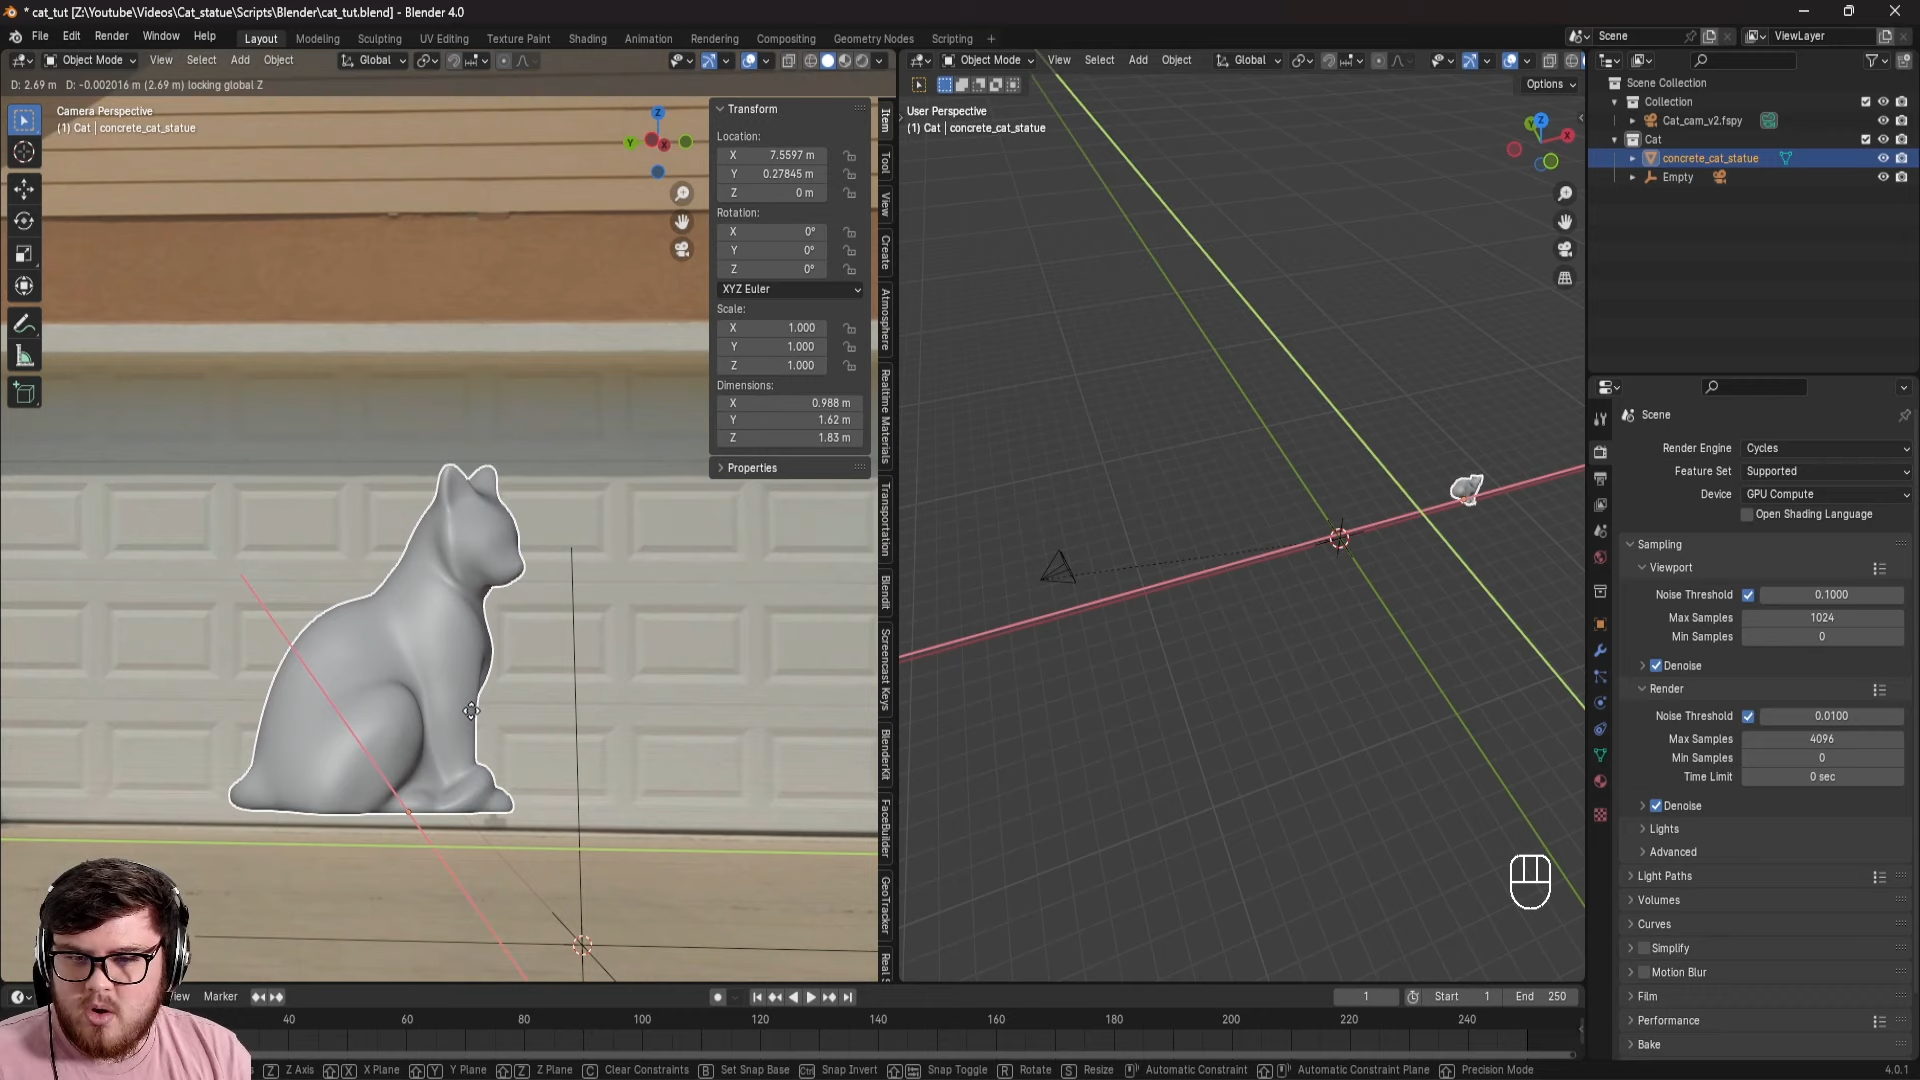 * cat_tut [Z:\Youtube\Videos\Cat_statue\Scripts\Blender\cat_tut.blend] - Blender 4.0
File Edit Render Window Help Layout Modeling Sculpting UV Editing Texture Paint Shading Animation Rendering Compositing Geometry Nodes Scripting + Scene ViewLayer
Object Mode View Select Add Object Global
D: 2.69 m D: -0.002016 m (2.69 m) locking global Z
Camera Perspective
(1) Cat | concrete_cat_statue
Z
Y
X
Transform
Location:
X 7.5597 m
Y 0.27845 m
Z 0 m
Rotation:
X 0°
Y 0°
Z 0°
XYZ Euler
Scale:
X 1.000
Y 1.000
Z 1.000
Dimensions:
X 0.988 m
Y 1.62 m
Z 1.83 m
Properties
Item
Tool
View
Create
Atmosphere
Realtime Materials
Transportation
Blendit
Screencast Keys
BlenderKit
FaceBuilder
GeoTracker
Real S
Object Mode View Select Add Object Global
Options
User Perspective
(1) Cat | concrete_cat_statue
Z
Y
X
Scene Collection
Collection
Cat_cam_v2.fspy
Cat
concrete_cat_statue
Empty
Scene
Render Engine Cycles
Feature Set Supported
Device GPU Compute
Open Shading Language
Sampling
Viewport
Noise Threshold 0.1000
Max Samples 1024
Min Samples 0
Denoise
Render
Noise Threshold 0.0100
Max Samples 4096
Min Samples 0
Time Limit 0 sec
Denoise
Lights
Advanced
Light Paths
Volumes
Curves
Simplify
Motion Blur
Film
Performance
Bake
iew Marker 1 Start 1 End 250
40 60 80 100 120 140 160 180 200 220 240
Z Z Axis X X Plane Y Y Plane Z Z Plane C Clear Constraints B Set Snap Base Ctrl Snap Invert Snap Toggle R Rotate S Resize Automatic Constraint Automatic Constraint Plane Precision Mode 4.0.1